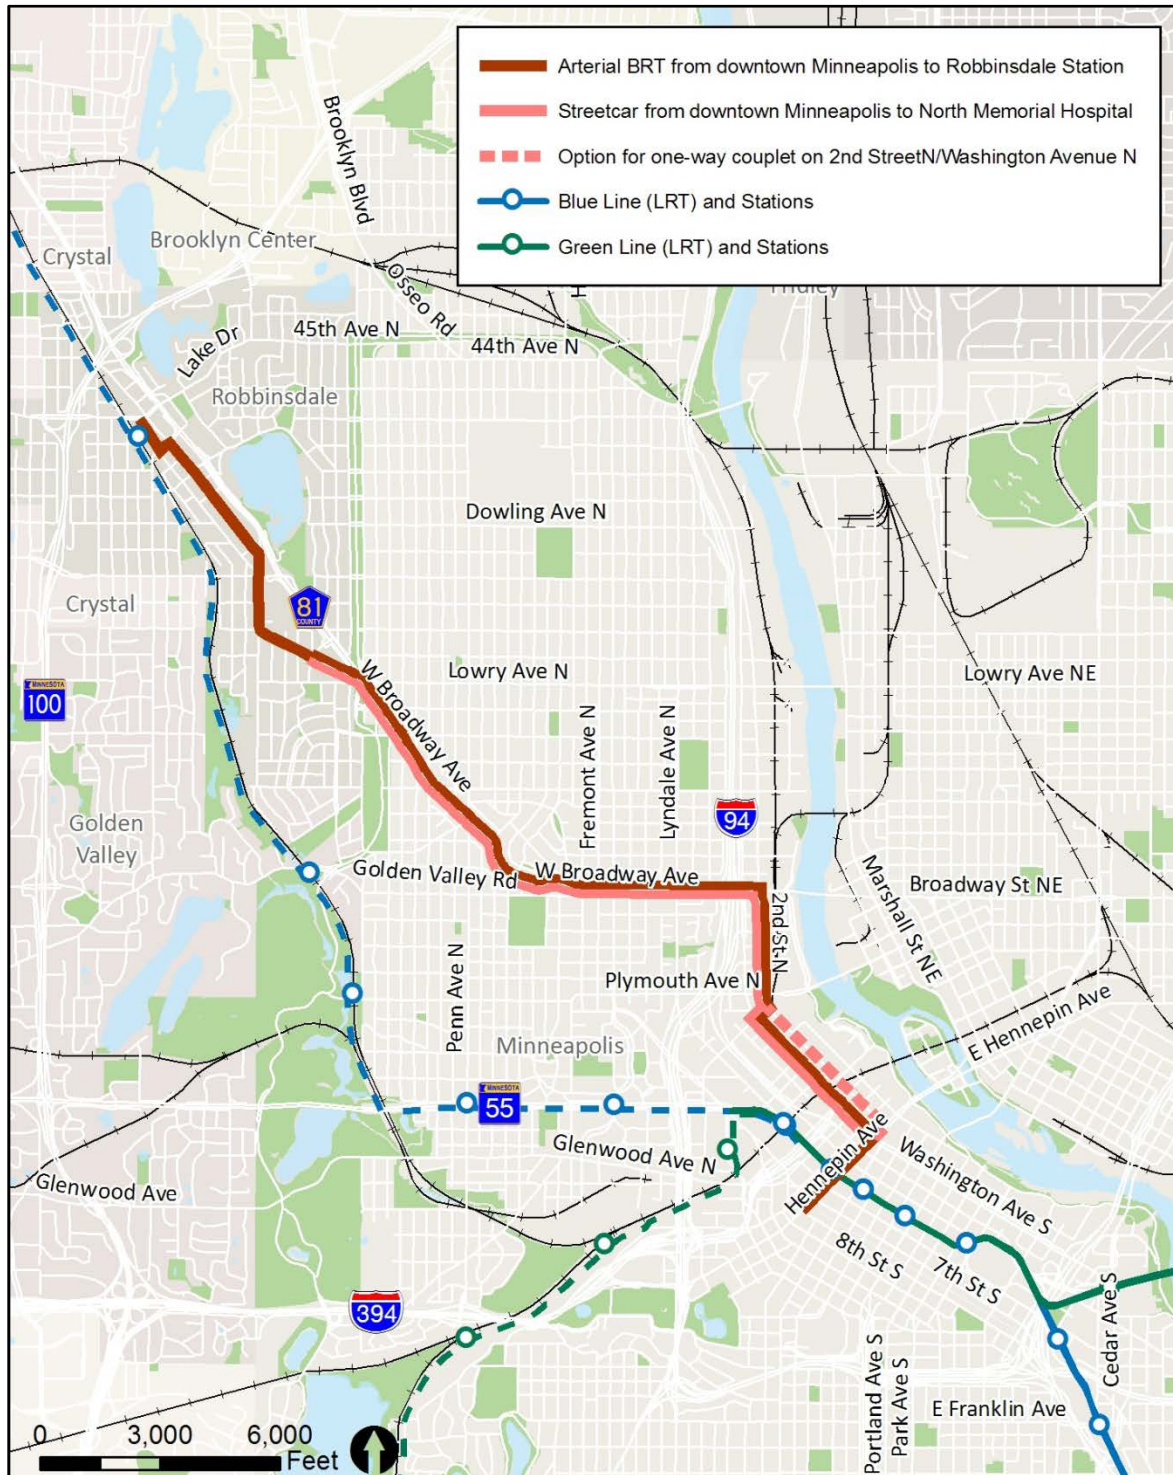 Arterial BRT from downtown Minneapolis to Robbinsdale Station
Streetcar from downtown Minneapolis to North Memorial Hospital
Option for one-way couplet on 2nd StreetN/Washington Avenue N
Blue Line (LRT) and Stations
Green Line (LRT) and Stations
Brooklyn Blvd
Brooklyn Center
Crystal
Osseo Rd
45th Ave N
44th Ave N
Lake Dr
Robbinsdale
Dowling Ave N
Crystal
81
COUNTY
MINNESOTA
100
W Broadway Ave
Lowry Ave N
Lowry Ave NE
Fremont Ave N
Lyndale Ave N
94
Golden
Valley
Golden Valley Rd
W Broadway Ave
Broadway St NE
2nd St N
Marshall St NE
Plymouth Ave N
Penn Ave N
Minneapolis
E Hennepin Ave
MINNESOTA
55
Glenwood Ave N
Glenwood Ave
Hennepin Ave
Washington Ave S
8th St S
7th St S
394
Cedar Ave S
Portland Ave S
Park Ave S
E Franklin Ave
0 3,000 6,000
Feet